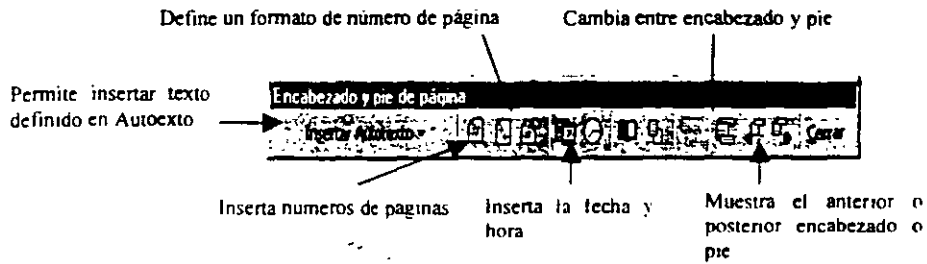 Define un formato de número de página
Cambia entre encabezado y pie
Permite insertar texto
definido en Autoexto
Encabezado y pie de página
Insertar Autotexto
Cerrar
Inserta numeros de paginas
Inserta la fecha y
hora
Muestra el anterior o
posterior encabezado o
pie